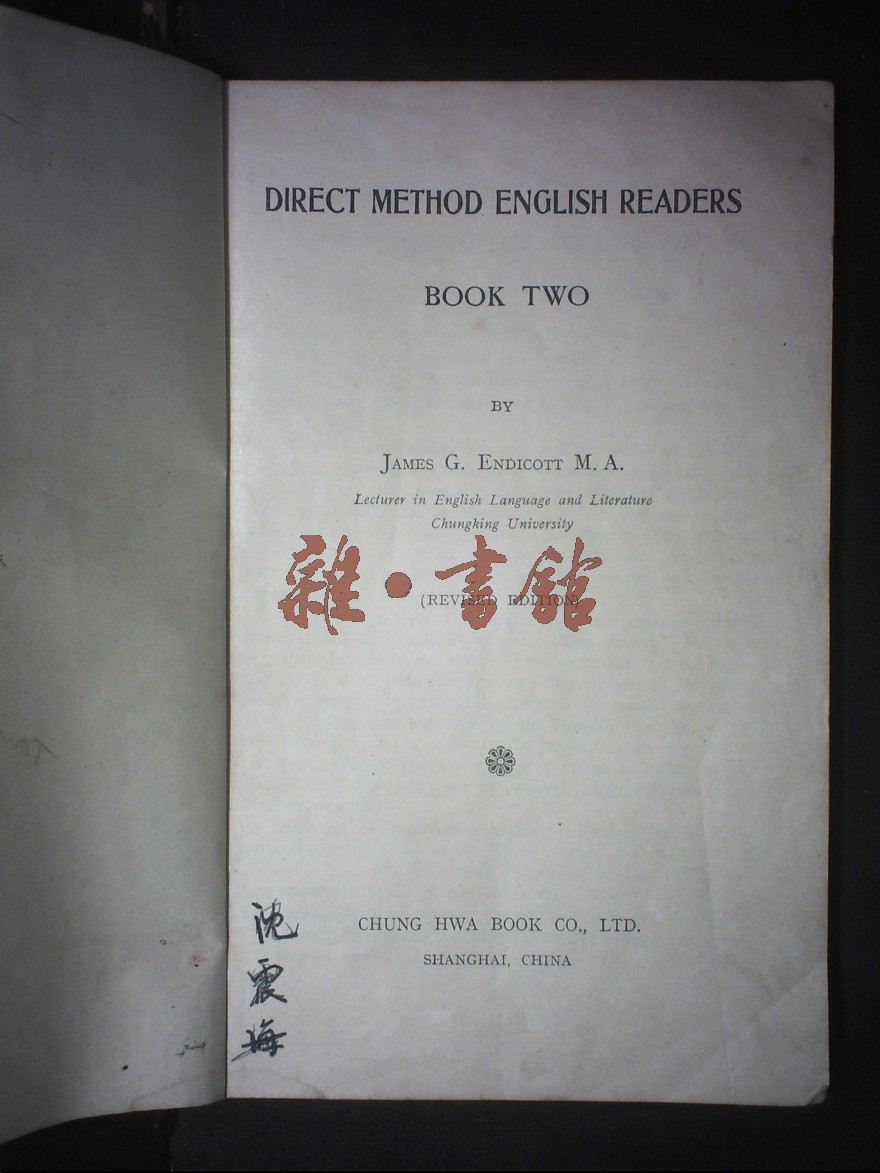 DIRECT METHOD ENGLISH READERS
BOOK TWO
BY
JAMES G. ENDICOTT M. A.
Lecturer in English Language and Literature
Chungking University
雜•書館
(REVISED EDITION)
CHUNG HWA BOOK CO., LTD.
SHANGHAI, CHINA
沈震海